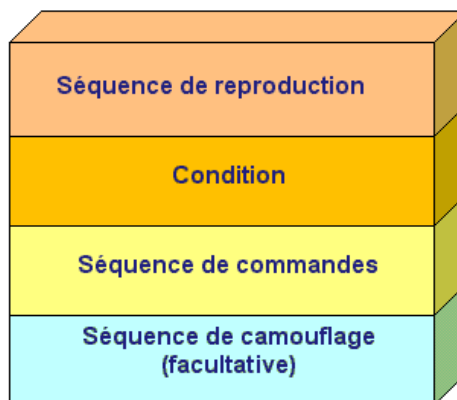 Séquence de reproduction
Condition
Séquence de commandes
Séquence de camouflage
(facultative)